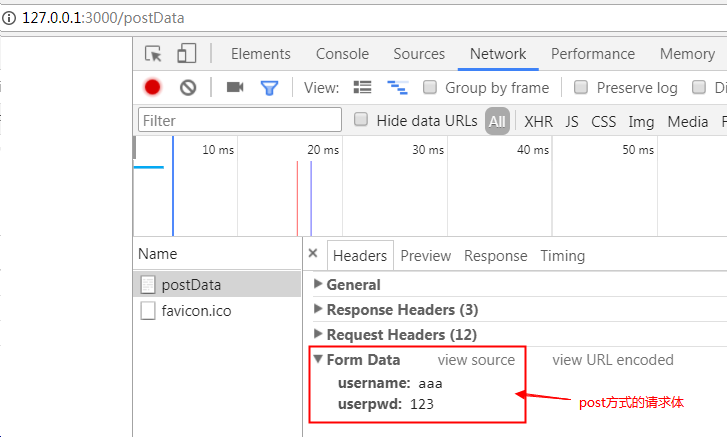 127.0.0.1:3000/postData
Elements Console Sources Network Performance
View: Group by frame Preserve log
Filter Hide data URLs All XHR JS CSS Img Media
10 ms 20 ms 30 ms 40 ms 50 ms
Name × Headers Preview Response Timing
postData
favicon.ico
General
Response Headers (3)
Request Headers (12)
Form Data view source view URL encoded
username: aaa
userpwd: 123
post方式的请求体